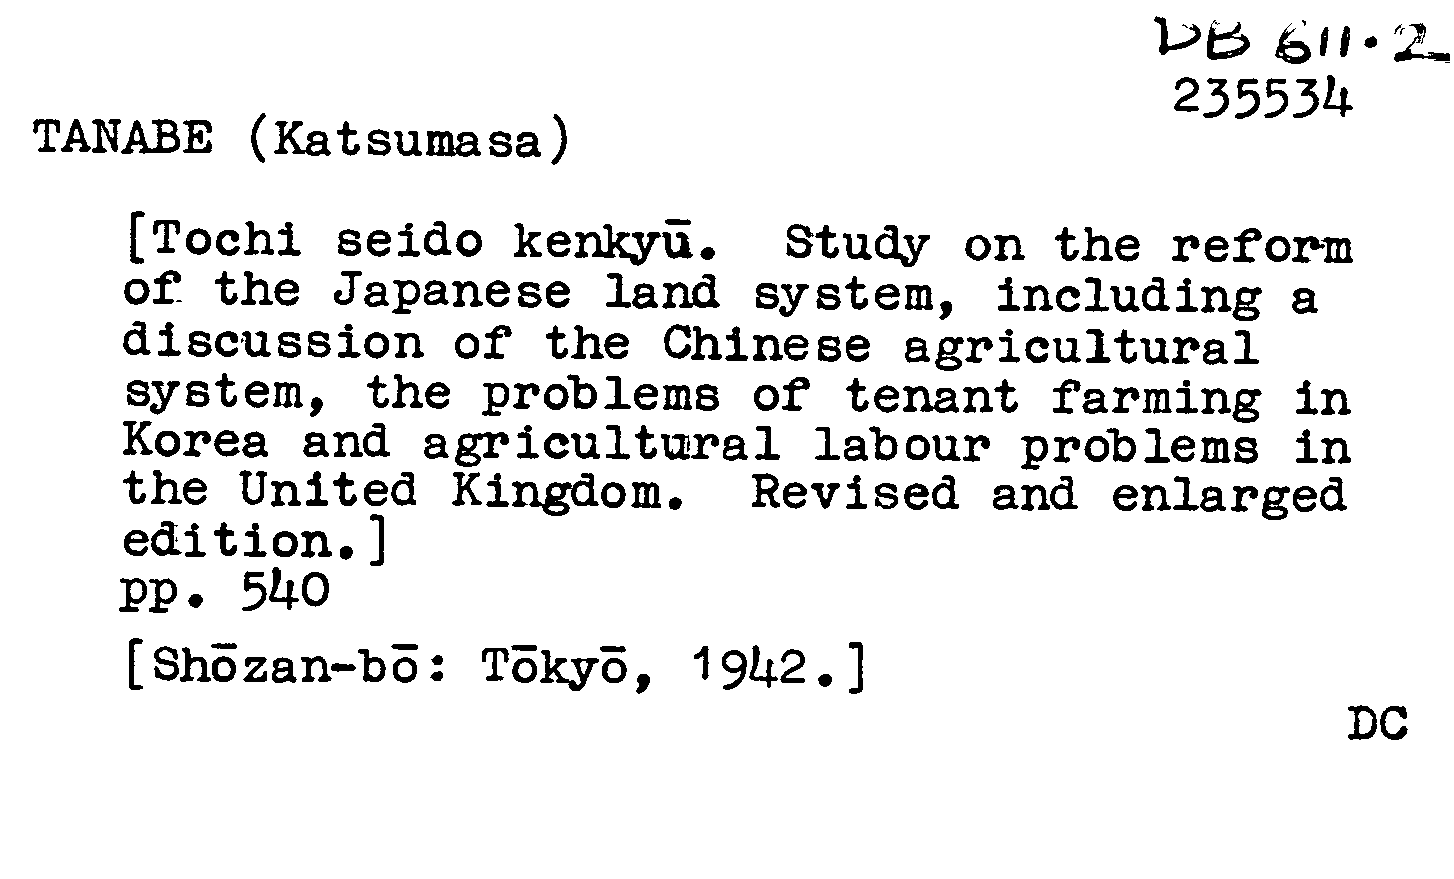 DB 611.2
235534
TANABE (Katsumasa)
[Tochi seido kenkyū. Study on the reform
of the Japanese land system, including a
discussion of the Chinese agricultural
system, the problems of tenant farming in
Korea and agricultural labour problems in
the United Kingdom. Revised and enlarged
edition.]
pp. 540
[Shōzan-bō: Tōkyō, 1942.]
DC